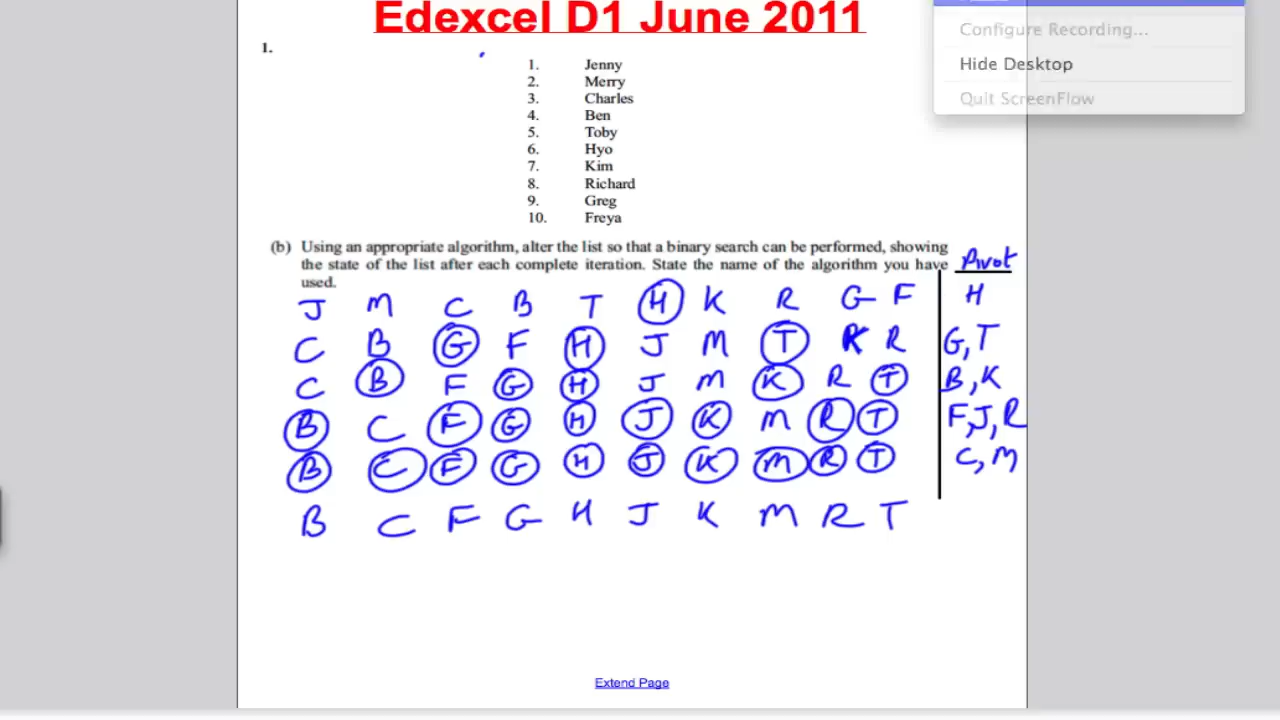 Edexcel D1 June 2011
Configure Recording...
Hide Desktop
Quit ScreenFlow
1.
1. Jenny
2. Merry
3. Charles
4. Ben
5. Toby
6. Hyo
7. Kim
8. Richard
9. Greg
10. Freya
(b) Using an appropriate algorithm, alter the list so that a binary search can be performed, showing
the state of the list after each complete iteration. State the name of the algorithm you have
used.
Pivot
J M C B T H K R G F H
C B G F H J M T K R G, T
C B F G H J M K R T B, K
B C F G H J K M R T F, J, R
B C F G H J K M R T C, M
B C F G H J K M R T
Extend Page